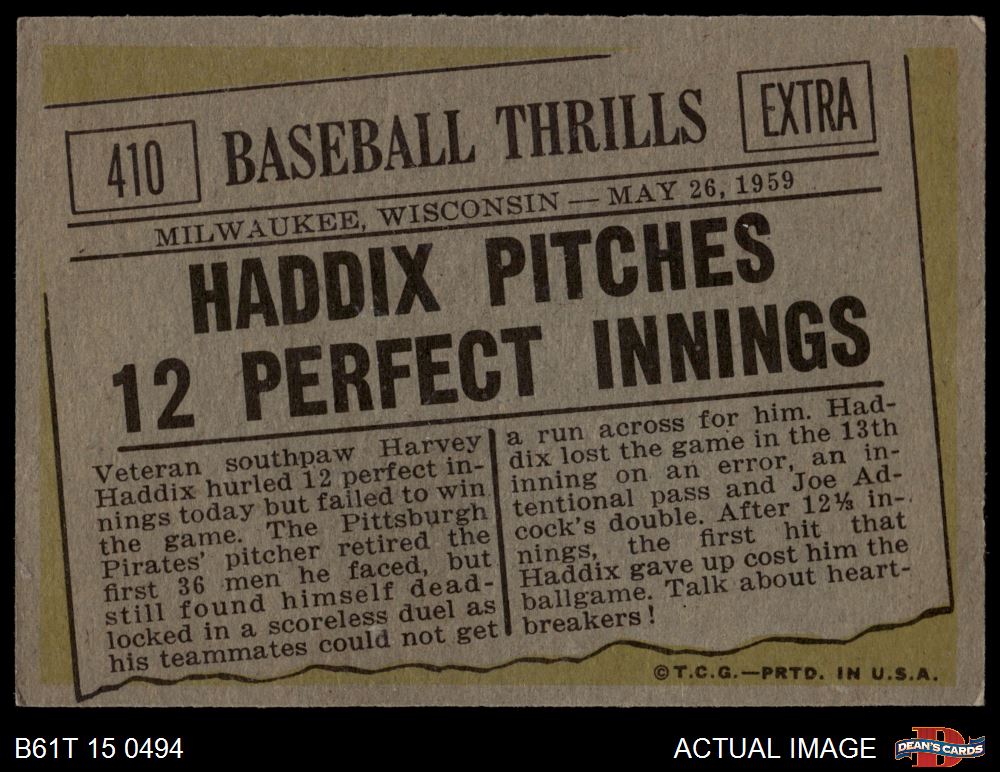 410 BASEBALL THRILLS EXTRA
MILWAUKEE, WISCONSIN — MAY 26, 1959
HADDIX PITCHES
12 PERFECT INNINGS
Veteran southpaw Harvey
Haddix hurled 12 perfect in-
nings today but failed to win
the game. The Pittsburgh
Pirates' pitcher retired the
first 36 men he faced, but
still found himself dead-
locked in a scoreless duel as
his teammates could not get
a run across for him. Had-
dix lost the game in the 13th
inning on an error, an in-
tentional pass and Joe Ad-
cock's double. After 12⅔ in-
nings, the first hit that
Haddix gave up cost him the
ballgame. Talk about heart-
breakers!
© T.C.G.—PRTD. IN U.S.A.
B61T 15 0494
ACTUAL IMAGE
D
DEAN'S CARDS